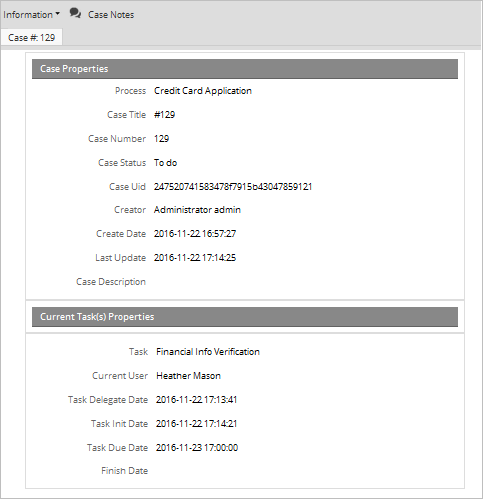 Information Case Notes
Case #: 129
Case Properties
Process Credit Card Application
Case Title #129
Case Number 129
Case Status To do
Case Uid 247520741583478f7915b43047859121
Creator Administrator admin
Create Date 2016-11-22 16:57:27
Last Update 2016-11-22 17:14:25
Case Description
Current Task(s) Properties
Task Financial Info Verification
Current User Heather Mason
Task Delegate Date 2016-11-22 17:13:41
Task Init Date 2016-11-22 17:14:21
Task Due Date 2016-11-23 17:00:00
Finish Date